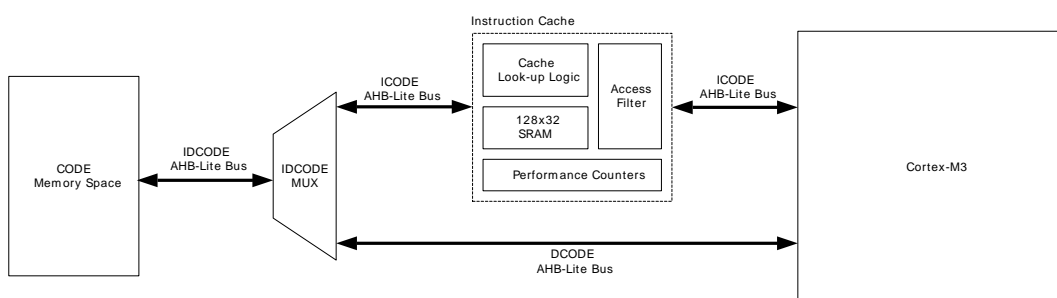 Instruction Cache
Cache
Look-up Logic
Access
Filter
128x32
SRAM
Performance Counters
ICODE
AHB-Lite Bus
ICODE
AHB-Lite Bus
IDCODE
AHB-Lite Bus
CODE
Memory Space
IDCODE
MUX
Cortex-M3
DCODE
AHB-Lite Bus